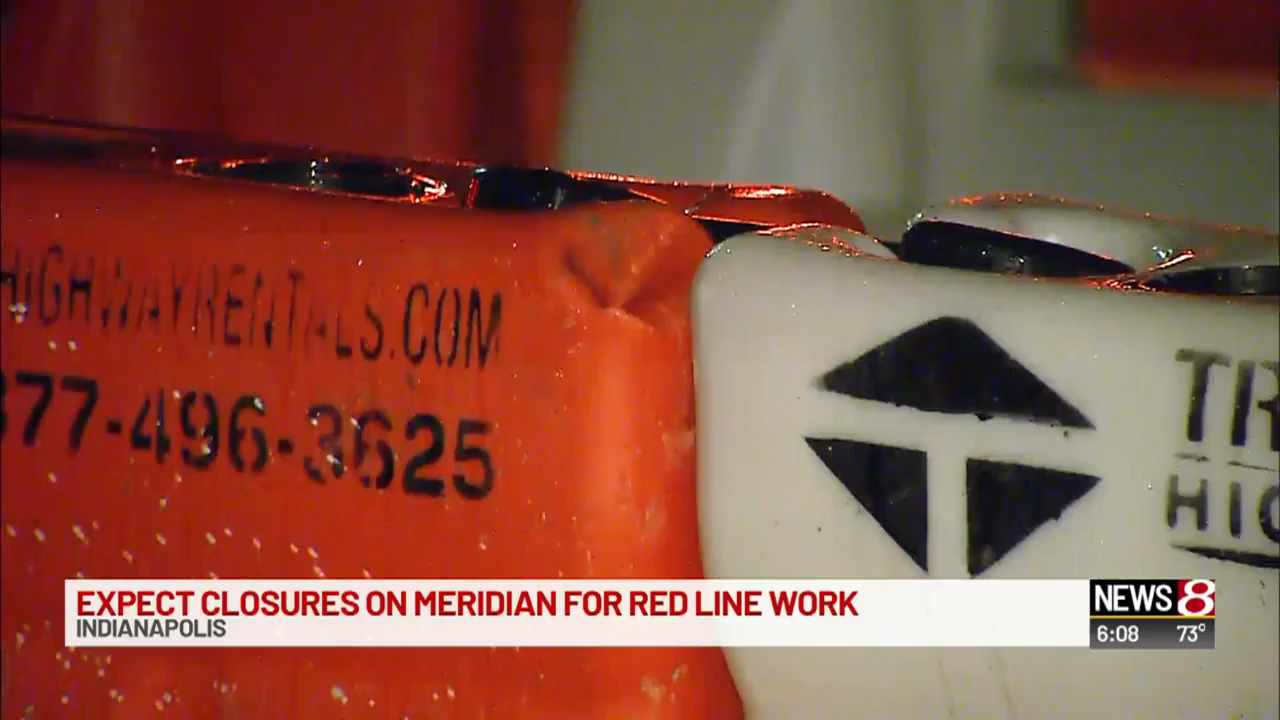 HIGHWAYRENTALS.COM
877-496-3625
TR
HIG
EXPECT CLOSURES ON MERIDIAN FOR RED LINE WORK
INDIANAPOLIS
NEWS 8
6:08 73°